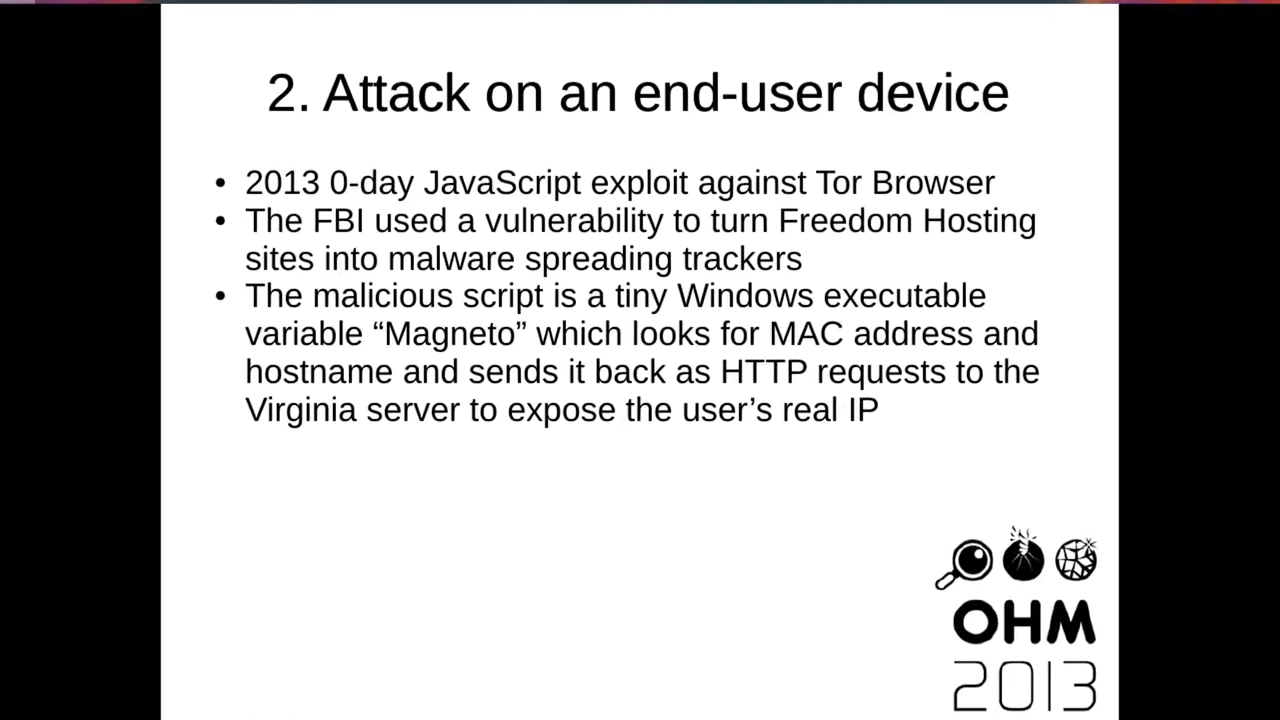 2. Attack on an end-user device
• 2013 0-day JavaScript exploit against Tor Browser
• The FBI used a vulnerability to turn Freedom Hosting
sites into malware spreading trackers
• The malicious script is a tiny Windows executable
variable “Magneto” which looks for MAC address and
hostname and sends it back as HTTP requests to the
Virginia server to expose the user’s real IP
OHM
2013